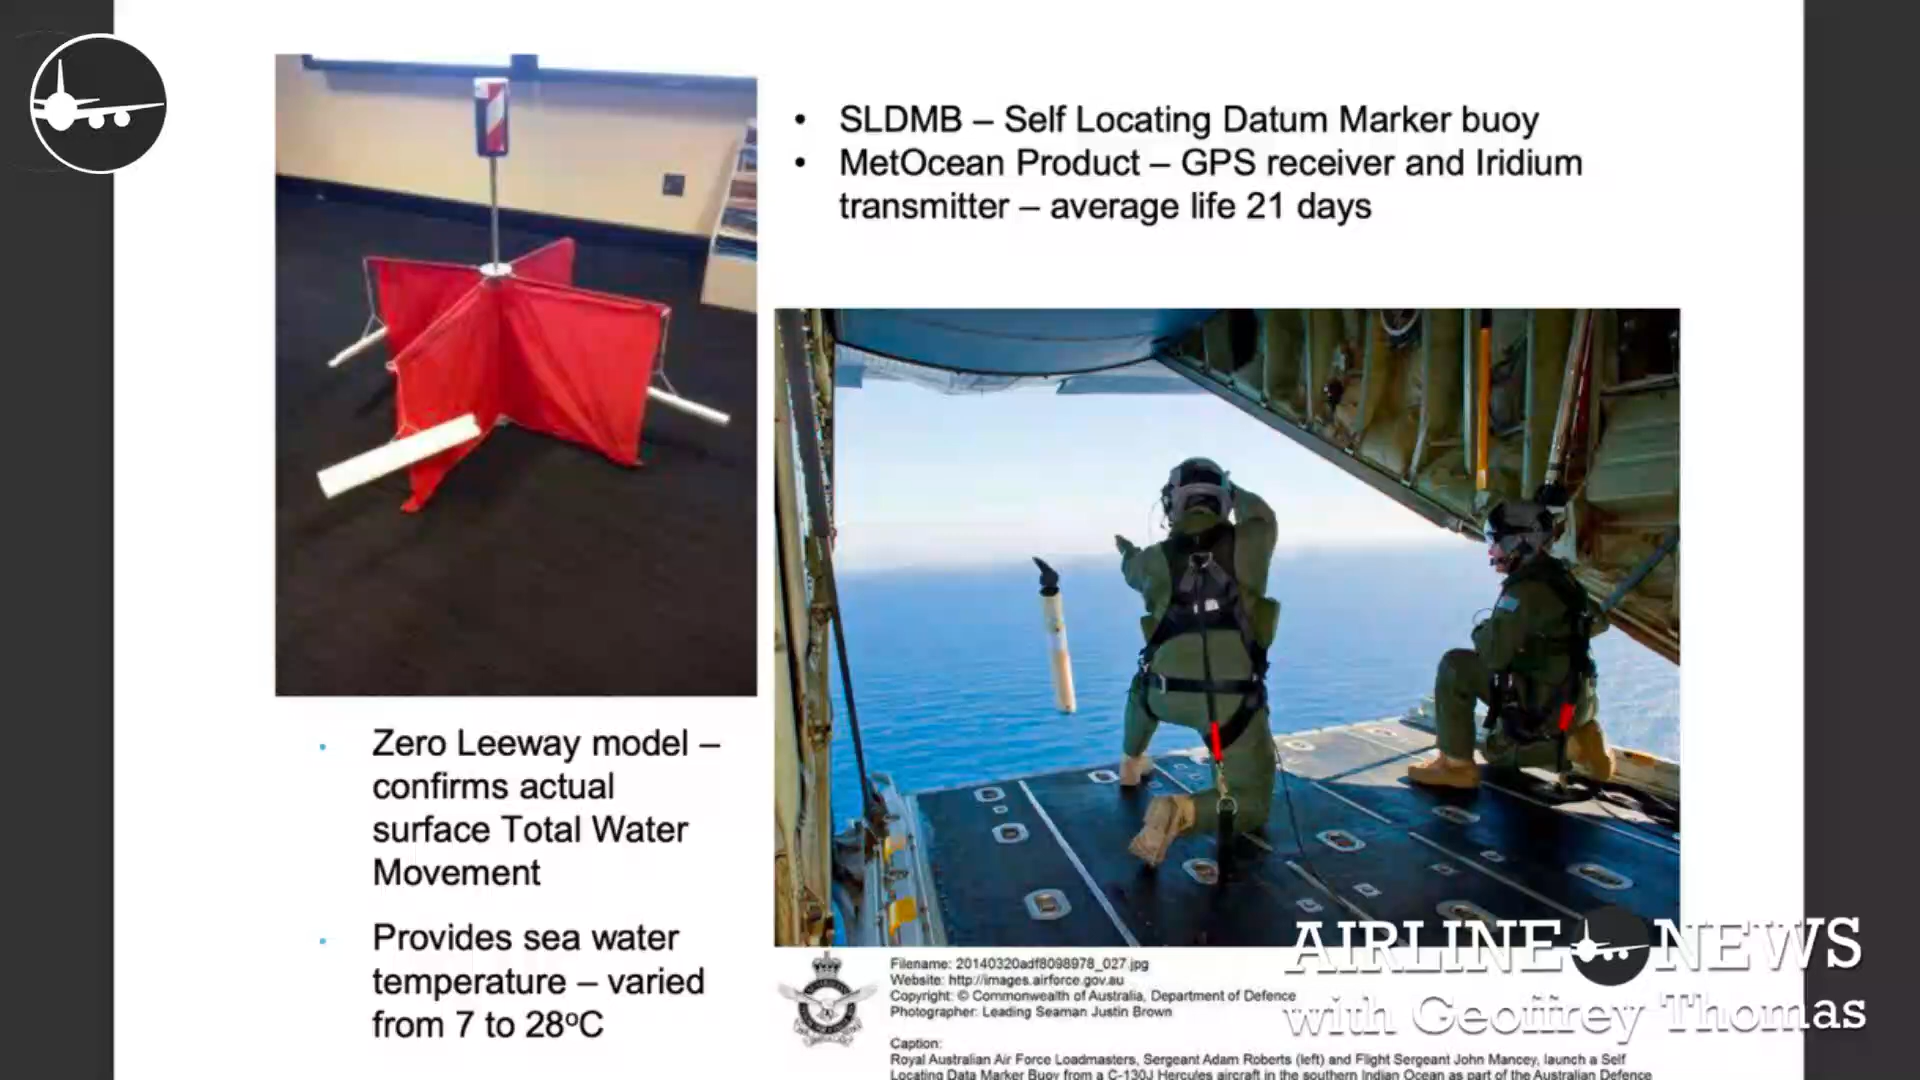 • SLDMB – Self Locating Datum Marker buoy
• MetOcean Product – GPS receiver and Iridium
transmitter – average life 21 days
• Zero Leeway model –
confirms actual
surface Total Water
Movement
• Provides sea water
temperature – varied
from 7 to 28ºC
Filename: 20140320adf8098978_027.jpg
Website: http://images.airforce.gov.au
Copyright: © Commonwealth of Australia, Department of Defence
Photographer: Leading Seaman Justin Brown
Caption:
Royal Australian Air Force Loadmasters, Sergeant Adam Roberts (left) and Flight Sergeant John Mancey, launch a Self
Locating Data Marker Buoy from a C-130J Hercules aircraft in the southern Indian Ocean as part of the Australian Defence
AIRLINE NEWS
with Geoffrey Thomas